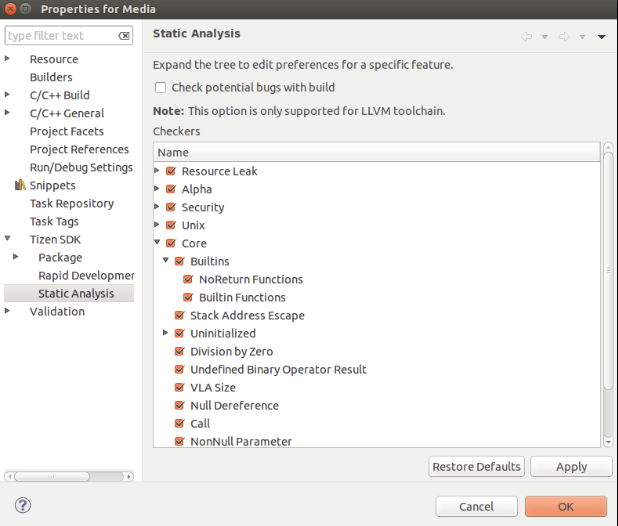 Properties for Media
type filter text
Resource
Builders
C/C++ Build
C/C++ General
Project Facets
Project References
Run/Debug Settings
Snippets
Task Repository
Task Tags
Tizen SDK
Package
Rapid Developmer
Static Analysis
Validation
Static Analysis
Expand the tree to edit preferences for a specific feature.
Check potential bugs with build
Note: This option is only supported for LLVM toolchain.
Checkers
Name
Resource Leak
Alpha
Security
Unix
Core
Builtins
NoReturn Functions
Builtin Functions
Stack Address Escape
Uninitialized
Division by Zero
Undefined Binary Operator Result
VLA Size
Null Dereference
Call
NonNull Parameter
Restore Defaults
Apply
?
Cancel
OK